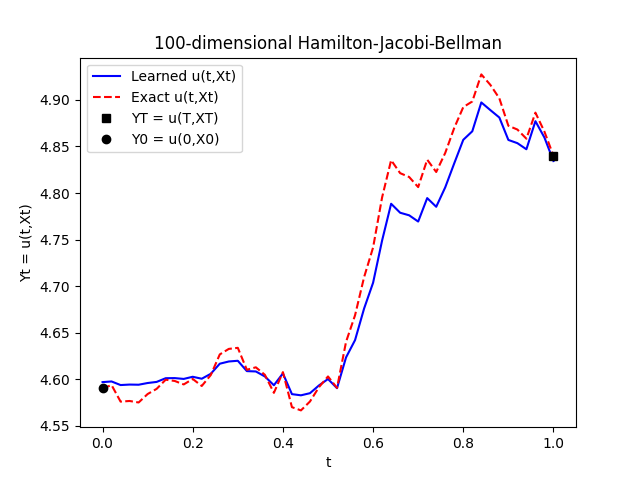 100-dimensional Hamilton-Jacobi-Bellman
Learned u(t,Xt)
Exact u(t,Xt)
YT = u(T,XT)
Y0 = u(0,X0)
Yt = u(t,Xt)
4.90
4.85
4.80
4.75
4.70
4.65
4.60
4.55
0.0 0.2 0.4 0.6 0.8 1.0
t